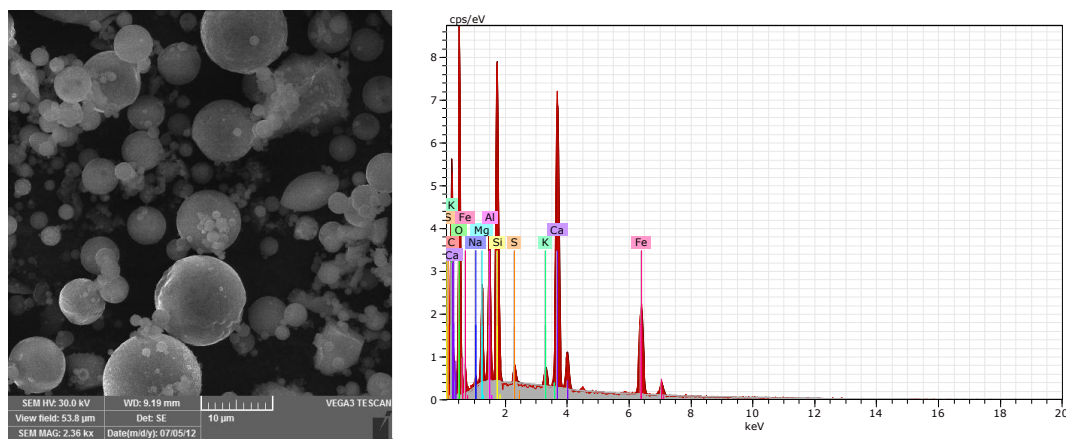 SEM HV: 30.0 kV WD: 9.19 mm VEGA3 TESCAN
View field: 53.8 µm Det: SE 10 µm
SEM MAG: 2.36 kx Date(m/d/y): 07/05/12
cps/eV
8
7
6
5
K
S Fe Al
4
O Mg
C Na Si S K Ca Fe
Ca
3
2
1
0
2 4 6 8 10 12 14 16 18 20
keV